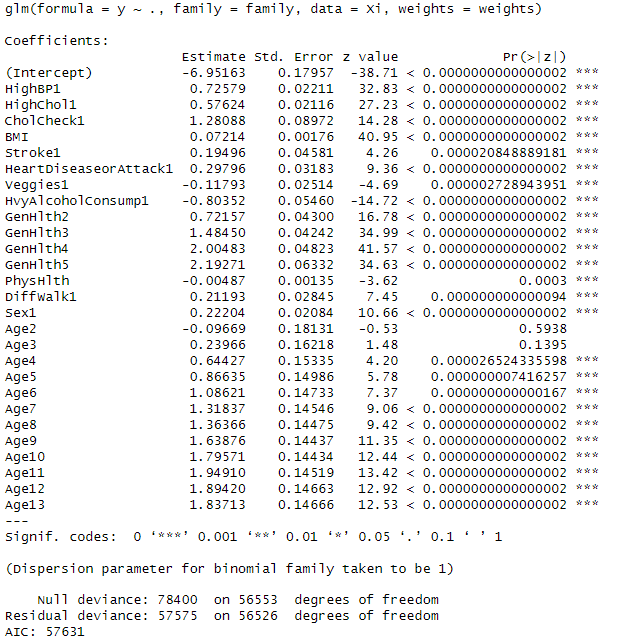 glm(formula = y ~ ., family = family, data = Xi, weights = weights)
Coefficients:
Estimate Std. Error z value Pr(>|z|)
(Intercept) -6.95163 0.17957 -38.71 < 0.0000000000000002 ***
HighBP1 0.72579 0.02211 32.83 < 0.0000000000000002 ***
HighChol1 0.57624 0.02116 27.23 < 0.0000000000000002 ***
CholCheck1 1.28088 0.08972 14.28 < 0.0000000000000002 ***
BMI 0.07214 0.00176 40.95 < 0.0000000000000002 ***
Stroke1 0.19496 0.04581 4.26 0.000020848889181 ***
HeartDiseaseorAttack1 0.29796 0.03183 9.36 < 0.0000000000000002 ***
Veggies1 -0.11793 0.02514 -4.69 0.000002728943951 ***
HvyAlcoholConsump1 -0.80352 0.05460 -14.72 < 0.0000000000000002 ***
GenHlth2 0.72157 0.04300 16.78 < 0.0000000000000002 ***
GenHlth3 1.48450 0.04242 34.99 < 0.0000000000000002 ***
GenHlth4 2.00483 0.04823 41.57 < 0.0000000000000002 ***
GenHlth5 2.19271 0.06332 34.63 < 0.0000000000000002 ***
PhysHlth -0.00487 0.00135 -3.62 0.0003 ***
DiffWalk1 0.21193 0.02845 7.45 0.000000000000094 ***
Sex1 0.22204 0.02084 10.66 < 0.0000000000000002 ***
Age2 -0.09669 0.18131 -0.53 0.5938
Age3 0.23966 0.16218 1.48 0.1395
Age4 0.64427 0.15335 4.20 0.000026524335598 ***
Age5 0.86635 0.14986 5.78 0.000000007416257 ***
Age6 1.08621 0.14733 7.37 0.000000000000167 ***
Age7 1.31837 0.14546 9.06 < 0.0000000000000002 ***
Age8 1.36366 0.14475 9.42 < 0.0000000000000002 ***
Age9 1.63876 0.14437 11.35 < 0.0000000000000002 ***
Age10 1.79571 0.14434 12.44 < 0.0000000000000002 ***
Age11 1.94910 0.14519 13.42 < 0.0000000000000002 ***
Age12 1.89420 0.14663 12.92 < 0.0000000000000002 ***
Age13 1.83713 0.14666 12.53 < 0.0000000000000002 ***
---
Signif. codes: 0 ‘***’ 0.001 ‘**’ 0.01 ‘*’ 0.05 ‘.’ 0.1 ‘ ’ 1
(Dispersion parameter for binomial family taken to be 1)
Null deviance: 78400 on 56553 degrees of freedom
Residual deviance: 57575 on 56526 degrees of freedom
AIC: 57631